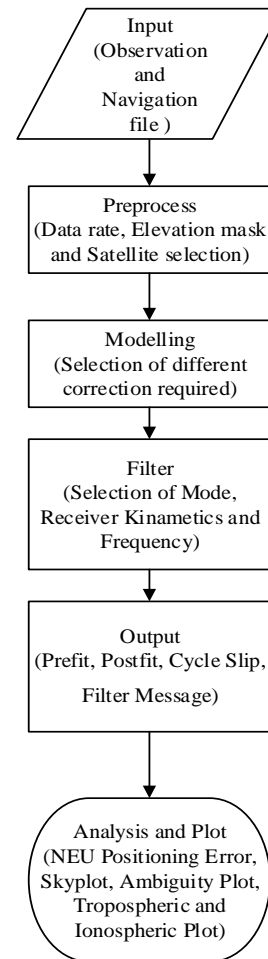 Input
(Observation
and
Navigation
file )
Preprocess
(Data rate, Elevation mask
and Satellite selection)
Modelling
(Selection of different
correction required)
Filter
(Selection of Mode,
Receiver Kinametics and
Frequency)
Output
(Prefit, Postfit, Cycle Slip,
Filter Message)
Analysis and Plot
(NEU Positioning Error,
Skyplot, Ambiguity Plot,
Tropospheric and
Ionospheric Plot)